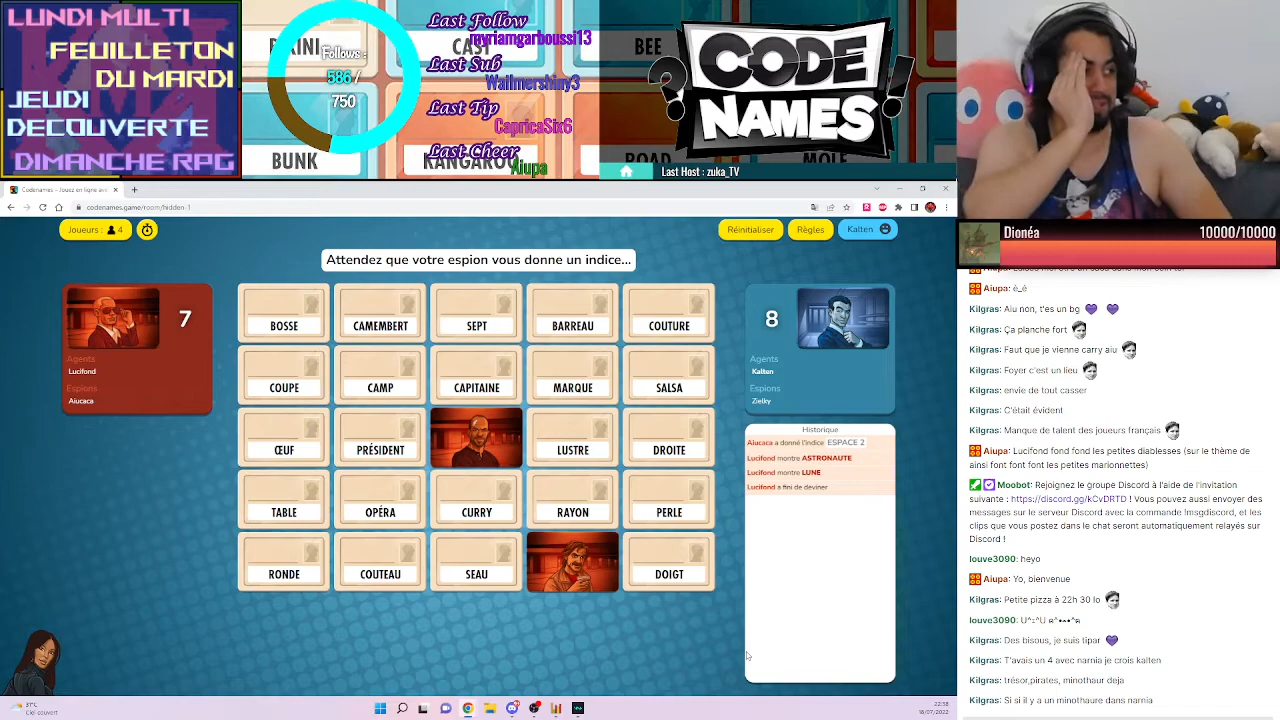 LUNDI MULTI
FEUILLETON
DU MARDI
JEUDI
DECOUVERTE
DIMANCHE RPG
BUNK
Follows :
586 /
750
Last Follow
myriamgarboussi13
Last Sub
Wallmershiny3
Last Tip
CapricaSix6
Last Cheer
Aiupa
KANGAROO
BEE
ROAD
MOLE
CODE
NAMES
Last Host : zuka_TV
Codenames - Jouez en ligne ave
codenames.game/room/hidden-1
Joueurs : 4
Réinitialiser
Règles
Kalten
Attendez que votre espion vous donne un indice...
7
Agents
Lucifond
Espions
Aiucaca
BOSSE
CAMEMBERT
SEPT
BARREAU
COUTURE
COUPE
CAMP
CAPITAINE
MARQUE
SALSA
ŒUF
PRÉSIDENT
LUSTRE
DROITE
TABLE
OPÉRA
CURRY
RAYON
PERLE
RONDE
COUTEAU
SEAU
DOIGT
8
Agents
Kalten
Espions
Zielky
Historique
Aiucaca a donné l'indice ESPACE 2
Lucifond montre ASTRONAUTE
Lucifond montre LUNE
Lucifond a fini de deviner
Dionéa
10000/10000
Aiupa: è_é
Kilgras: Aiu non, t'es un bg
Kilgras: Ça planche fort
Kilgras: Faut que je vienne carry aiu
Kilgras: Foyer c'est un lieu
Kilgras: envie de tout casser
Kilgras: C'était évident
Kilgras: Manque de talent des joueurs français
Aiupa: Lucifond fond fond les petites diablesses (sur le thème de
ainsi font font font les petites marionnettes)
Moobot: Rejoignez le groupe Discord à l'aide de l'invitation
suivante : https://discord.gg/kCvDRTD ! Vous pouvez aussi envoyer des
messages sur le serveur Discord avec la commande !msgdiscord, et les
clips que vous postez dans le chat seront automatiquement relayés sur
Discord !
louve3090: heyo
Aiupa: Yo, bienvenue
Kilgras: Petite pizza à 22h 30 lo
Kilgras: Des bisous, je suis tipar
Kilgras: T'avais un 4 avec narnia je crois kalten
Kilgras: trésor,pirates, minothaur deja
Kilgras: Si si il y a un minothaure dans narnia
Ciel couvert
22:58
18/07/2022